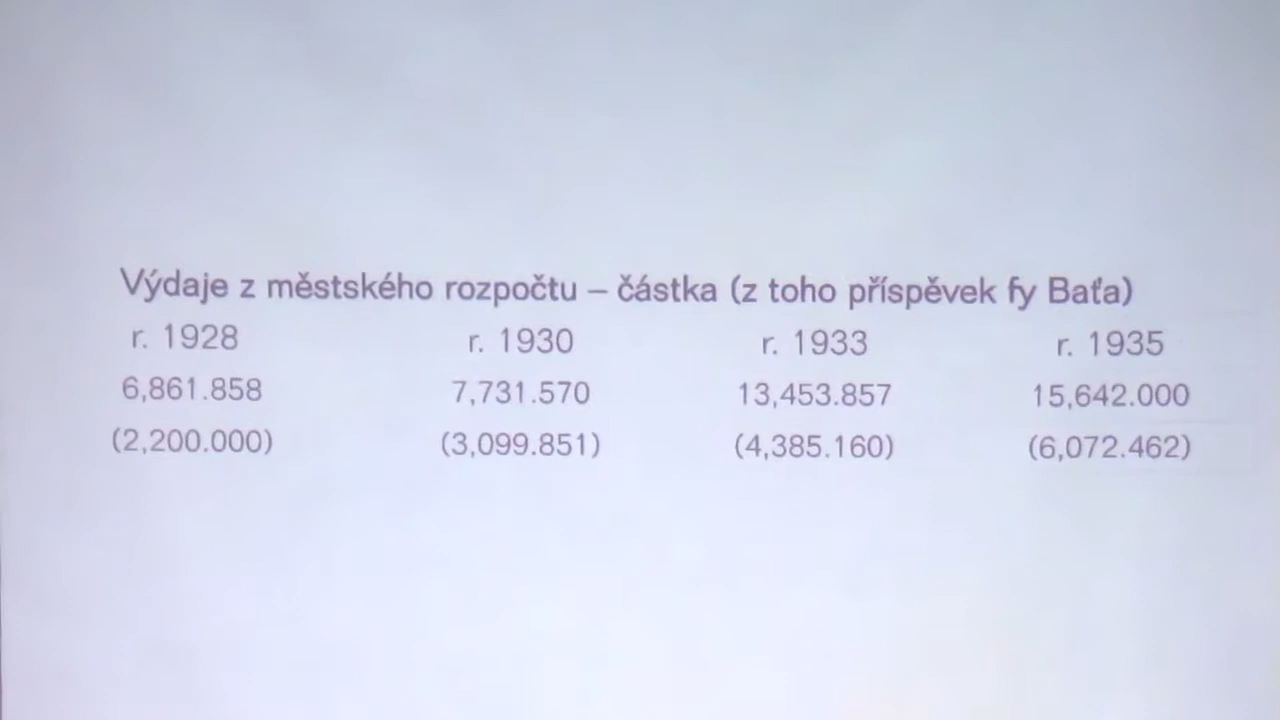 Výdaje z městského rozpočtu – částka (z toho příspěvek fy Baťa)
r. 1928 r. 1930 r. 1933 r. 1935
6,861.858 7,731.570 13,453.857 15,642.000
(2,200.000) (3,099.851) (4,385.160) (6,072.462)